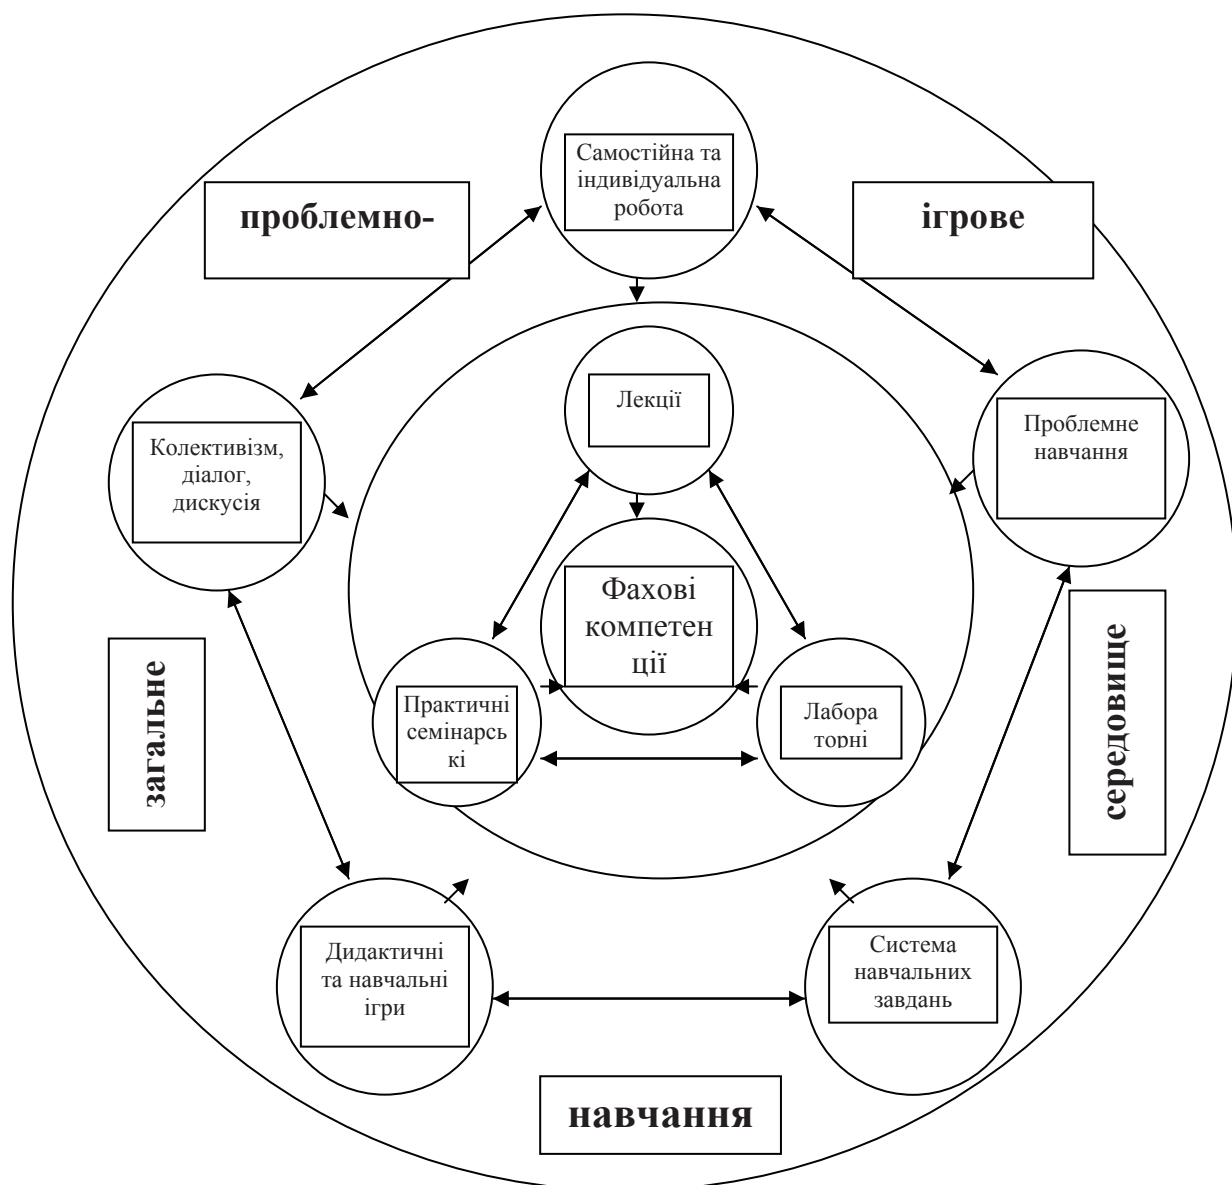 Самостійна та
індивідуальна
робота
проблемно-
ігрове
Лекції
Колективізм,
діалог,
дискусія
Проблемне
навчання
Фахові
компетен
ції
загальне
середовище
Практичні
семінарсь
кі
Лабора
торні
Дидактичні
та навчальні
ігри
Система
навчальних
завдань
навчання